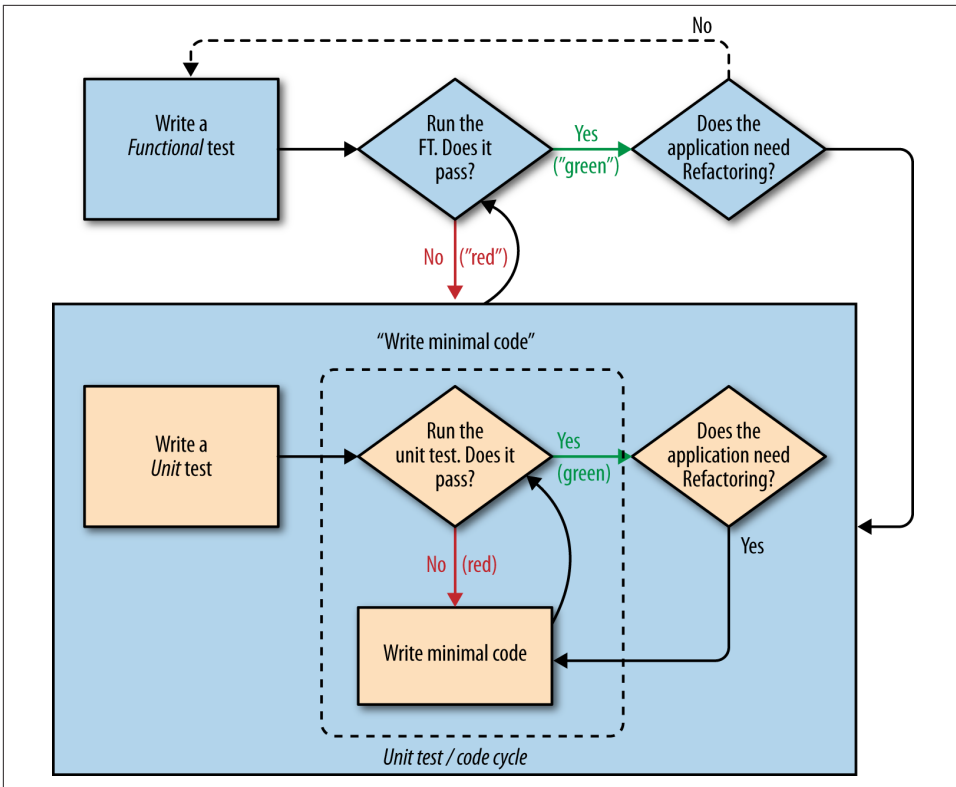 No
Write a
Functional test
Run the
FT. Does it
pass?
Yes
("green")
Does the
application need
Refactoring?
No ("red")
“Write minimal code”
Write a
Unit test
Run the
unit test. Does it
pass?
Yes
(green)
Does the
application need
Refactoring?
No (red)
Yes
Write minimal code
Unit test / code cycle